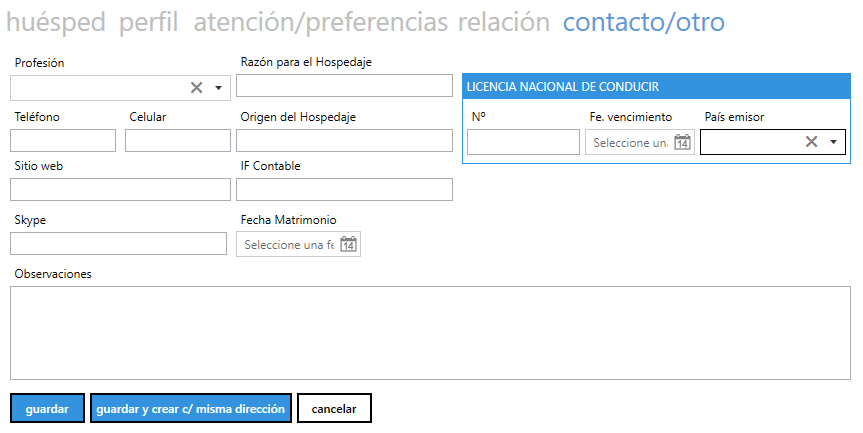 huésped perfil atención/preferencias relación contacto/otro
Profesión
Razón para el Hospedaje
LICENCIA NACIONAL DE CONDUCIR
Teléfono
Celular
Origen del Hospedaje
Nº
Fe. vencimiento
País emisor
Seleccione una
14
Sitio web
IF Contable
Skype
Fecha Matrimonio
Seleccione una fe
14
Observaciones
guardar
guardar y crear c/ misma dirección
cancelar